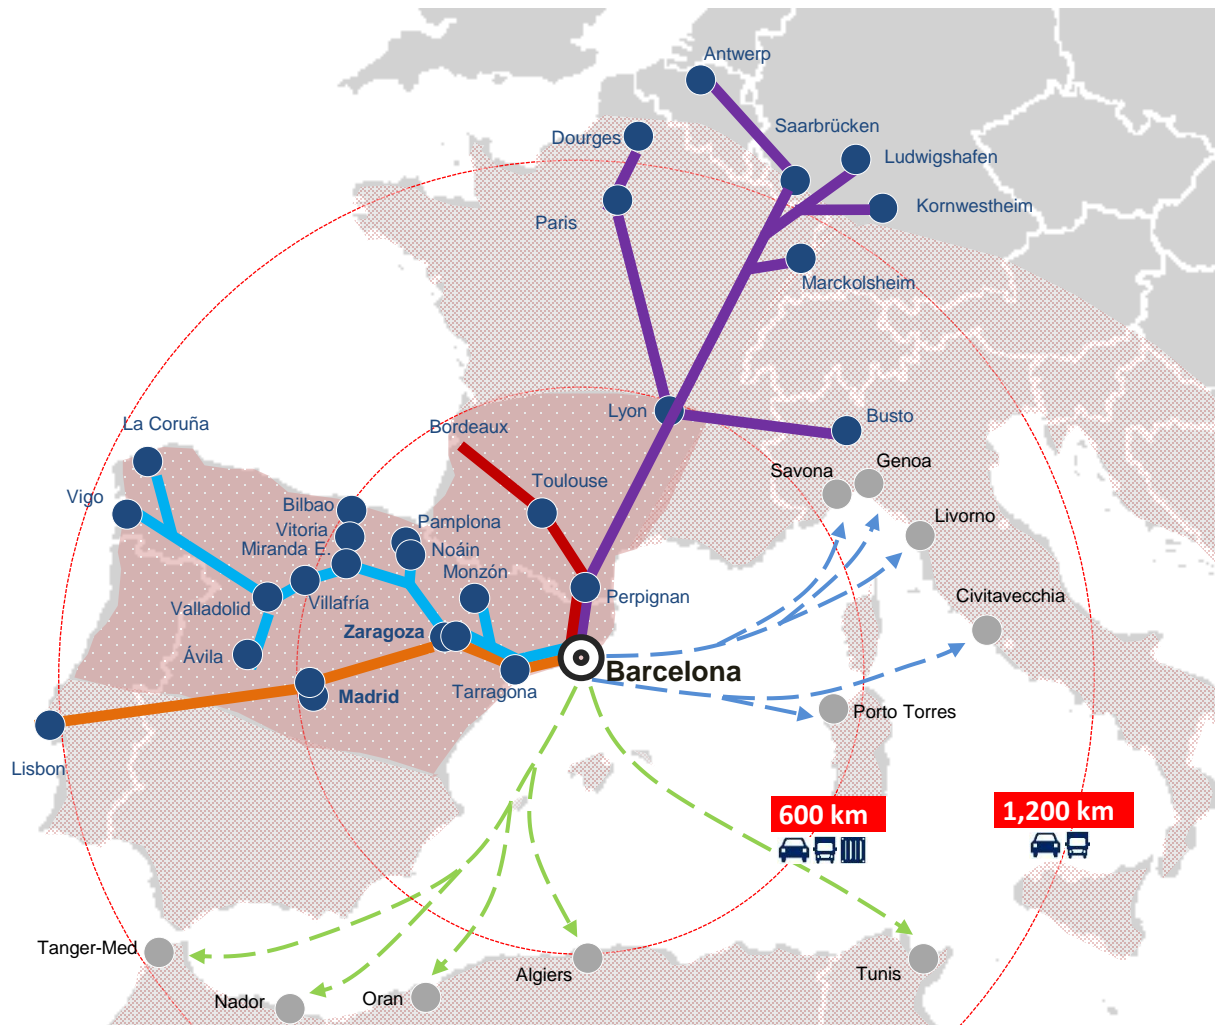 Antwerp
Saarbrücken
Dourges
Ludwigshafen
Kornwestheim
Paris
Marckolsheim
Lyon
Busto
La Coruña
Bordeaux
Genoa
Savona
Toulouse
Vigo
Bilbao
Pamplona
Livorno
Vitoria
Miranda E.
Noáin
Monzón
Perpignan
Civitavecchia
Valladolid
Villafría
Zaragoza
Ávila
Barcelona
Tarragona
Madrid
Porto Torres
Lisbon
600 km
1,200 km
Tanger-Med
Algiers
Tunis
Nador
Oran